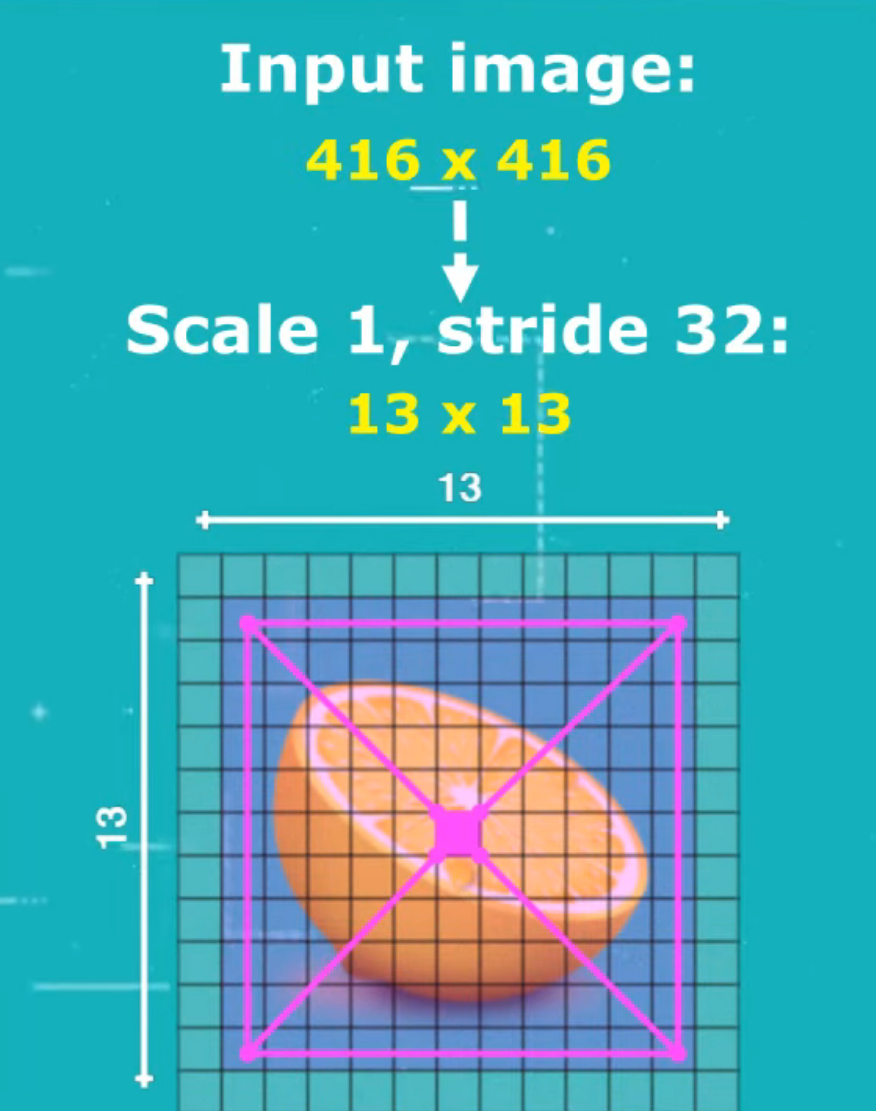 Input image:
416 x 416
Scale 1, stride 32:
13 x 13
13
13